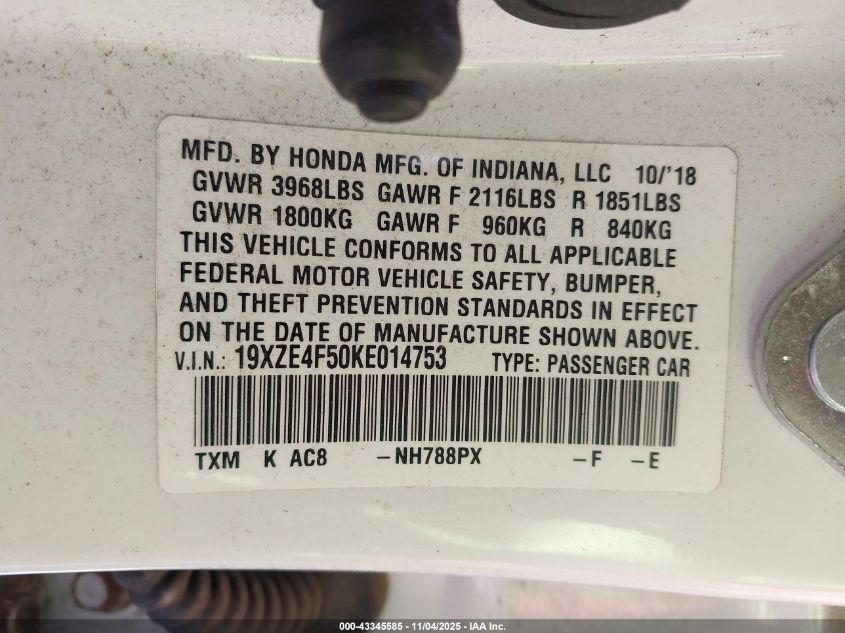 MFD. BY HONDA MFG. OF INDIANA, LLC 10/'18
GVWR 3968LBS GAWR F 2116LBS R 1851LBS
GVWR 1800KG GAWR F 960KG R 840KG
THIS VEHICLE CONFORMS TO ALL APPLICABLE
FEDERAL MOTOR VEHICLE SAFETY, BUMPER,
AND THEFT PREVENTION STANDARDS IN EFFECT
ON THE DATE OF MANUFACTURE SHOWN ABOVE.
V.I.N.: 19XZE4F50KE014753 TYPE: PASSENGER CAR
TXM K AC8 -NH788PX -F -E
000-43345585 - 11/04/2025 - IAA Inc.